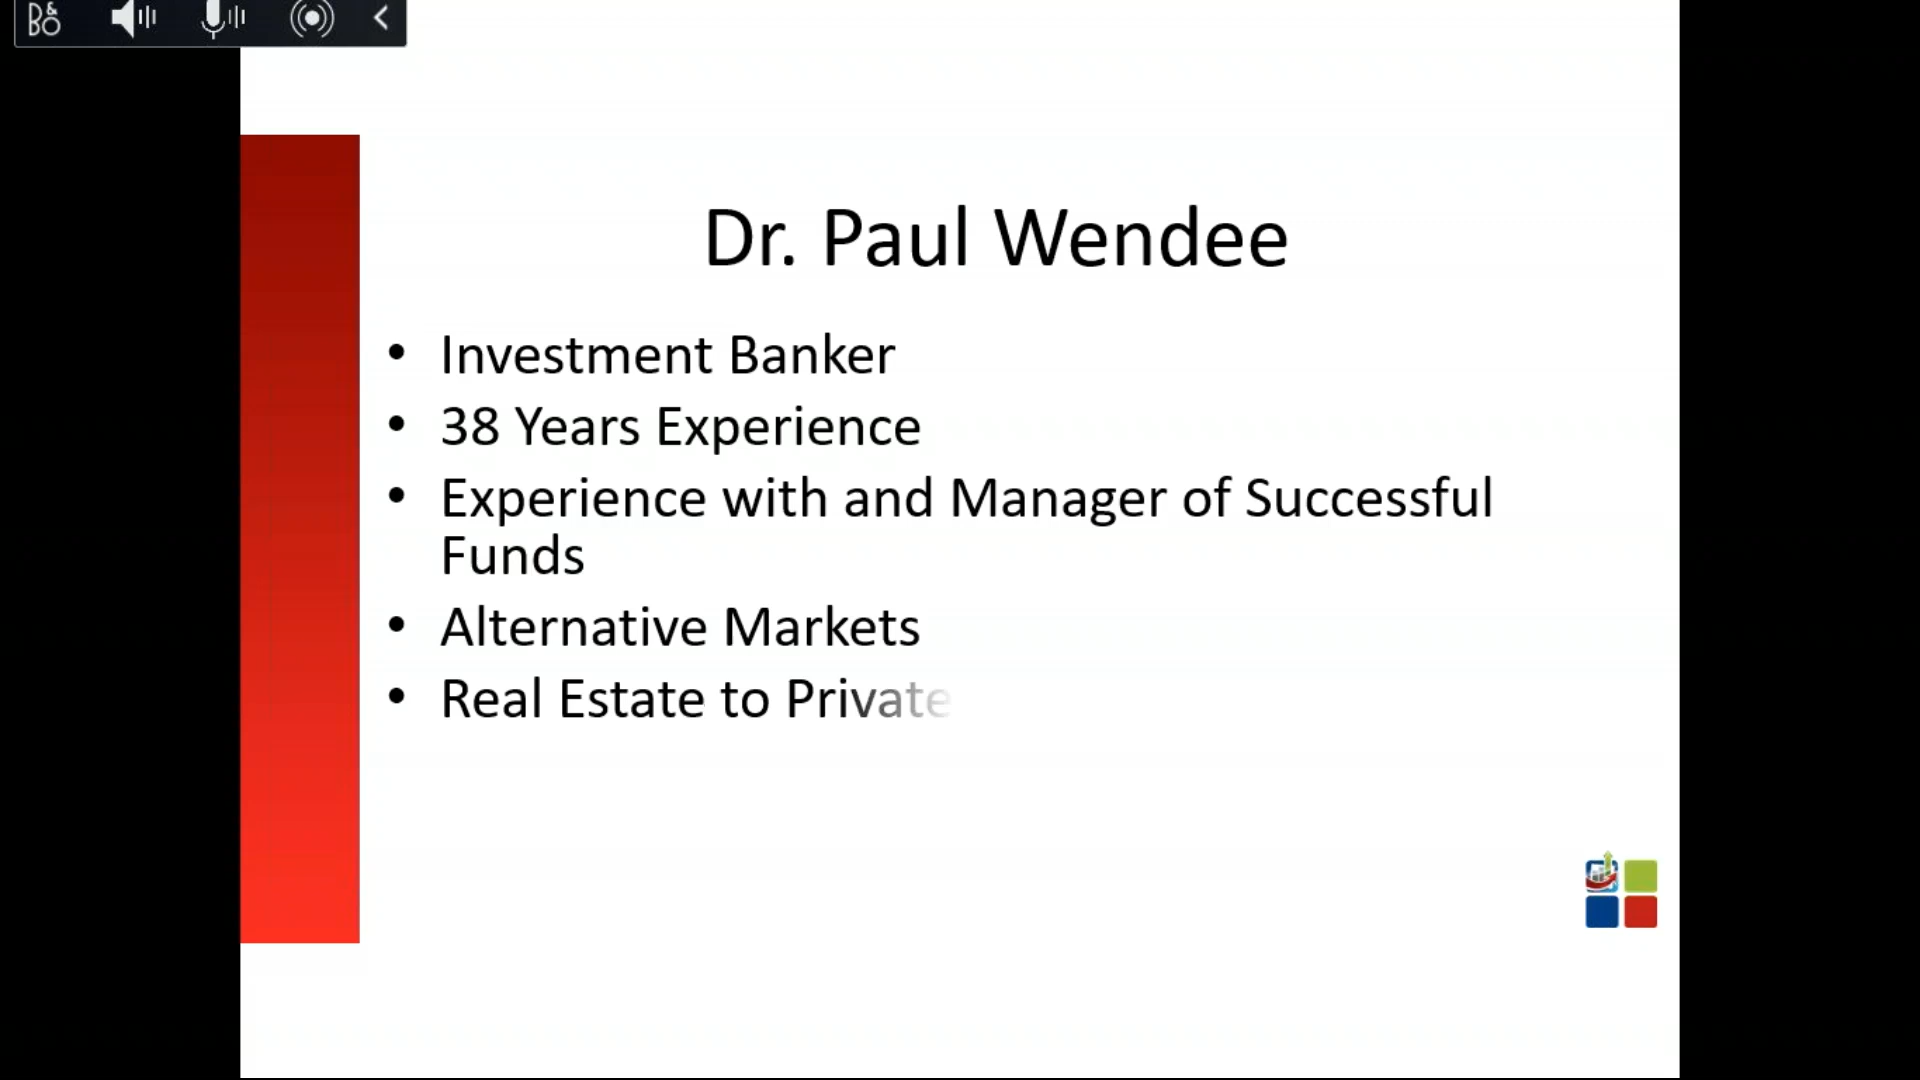 B&O
Dr. Paul Wendee
• Investment Banker
• 38 Years Experience
• Experience with and Manager of Successful
Funds
• Alternative Markets
• Real Estate to Private